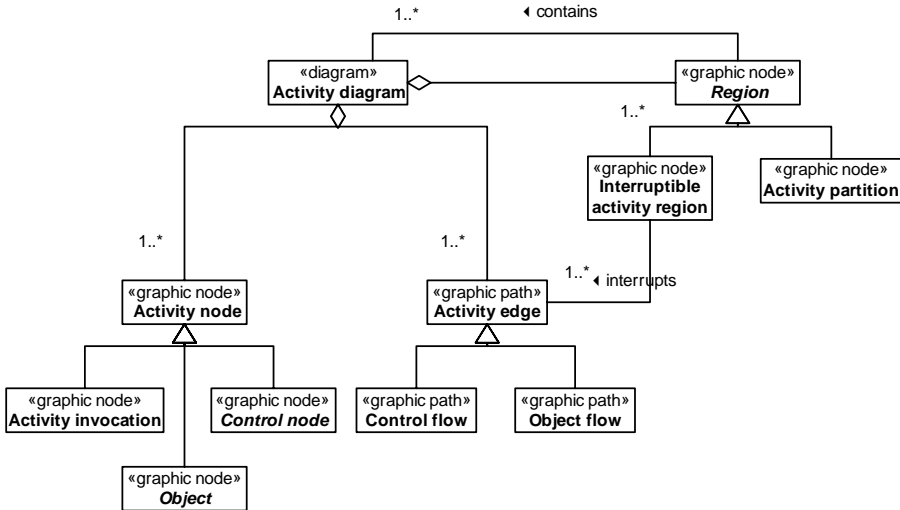 1..*
◄ contains
«diagram»
Activity diagram
«graphic node»
Region
1..*
«graphic node»
Interruptible
activity region
«graphic node»
Activity partition
1..*
1..*
1..*
◄ interrupts
«graphic node»
Activity node
«graphic path»
Activity edge
«graphic node»
Activity invocation
«graphic node»
Control node
«graphic path»
Control flow
«graphic path»
Object flow
«graphic node»
Object